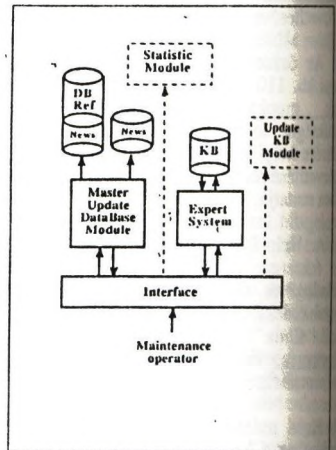 Statistic
Module
DB
Ref
News
News
KB
Update
KB
Module
Master
Update
DataBase
Module
Expert
System
Interface
Maintenance
operator